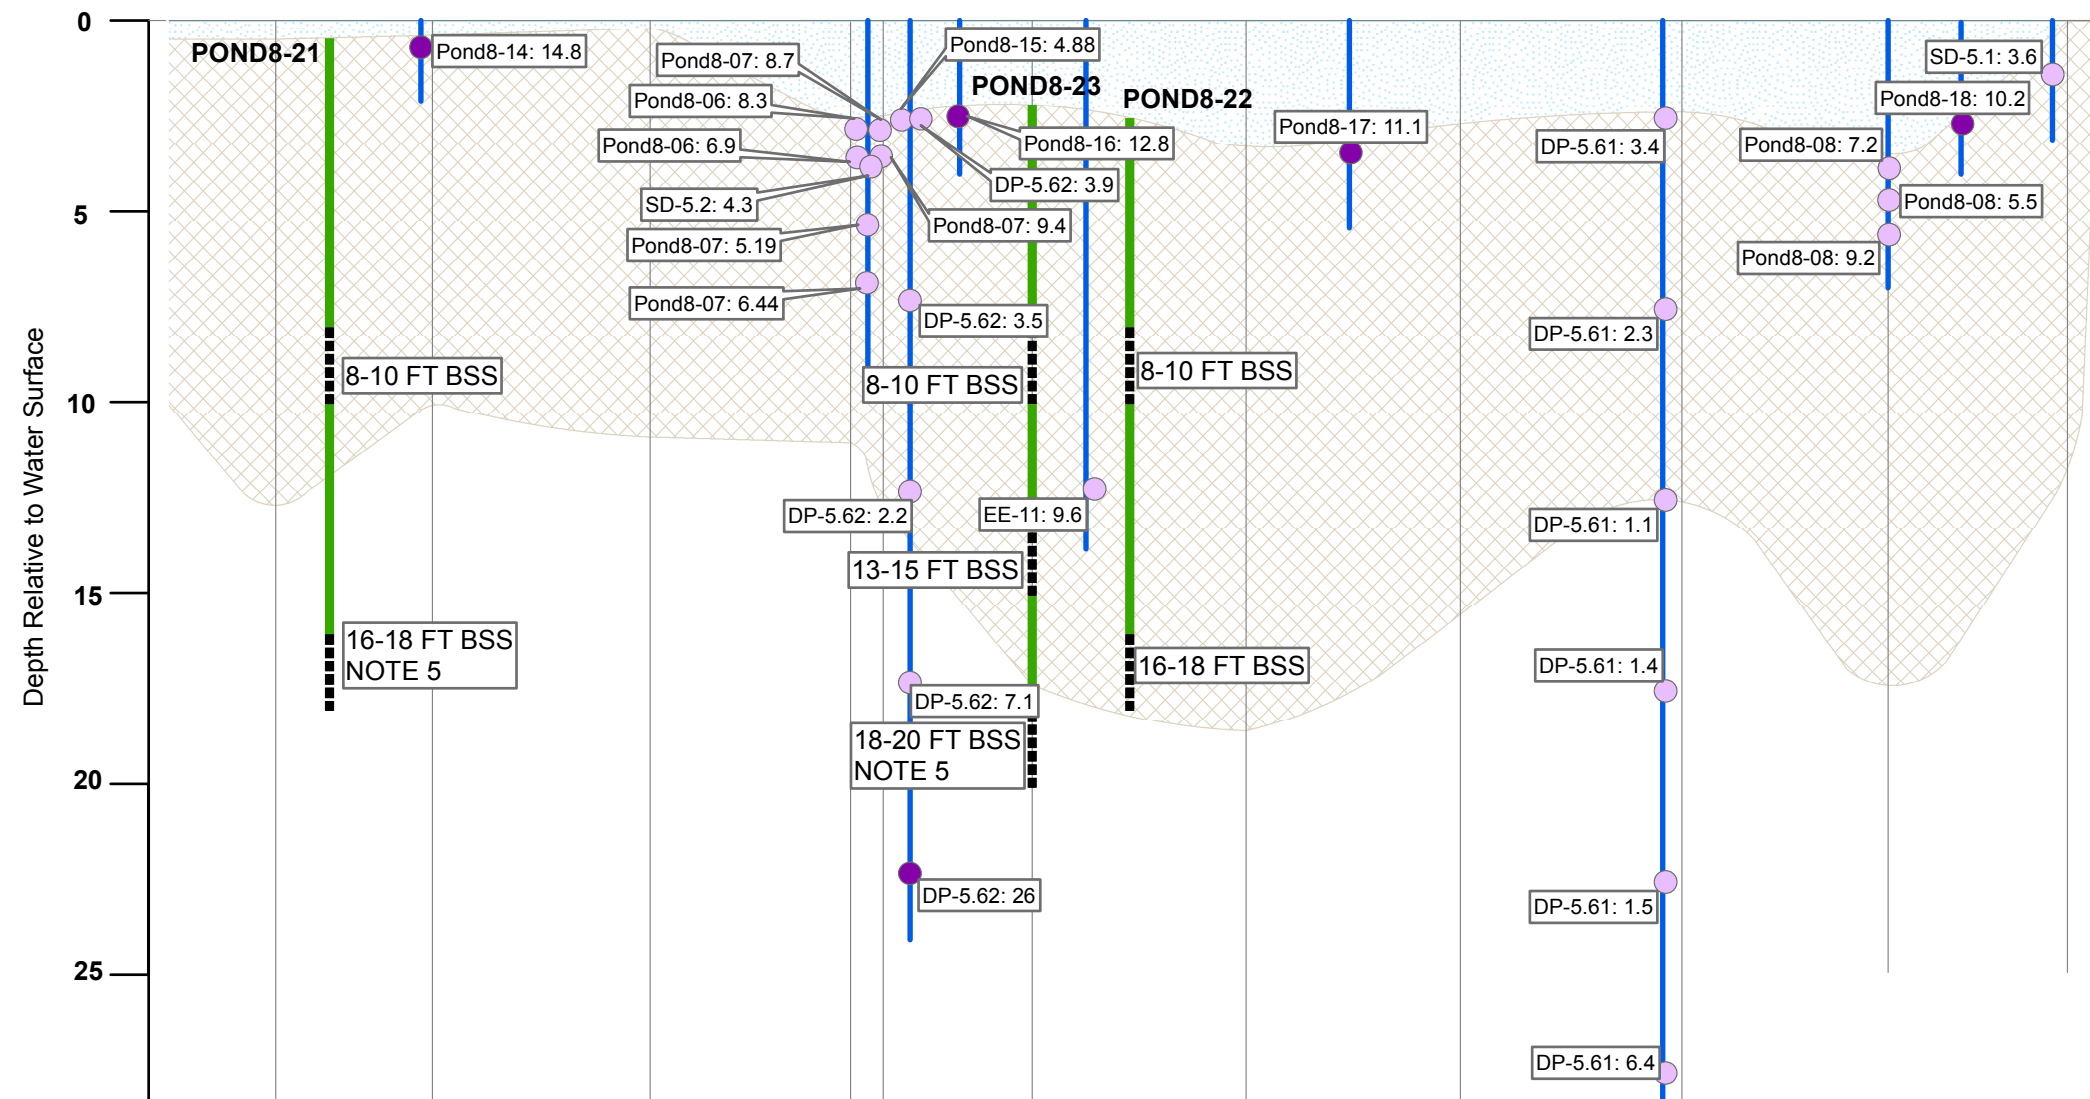 0
5
10
15
20
25
Depth Relative to Water Surface
POND8-21
Pond8-14: 14.8
8-10 FT BSS
16-18 FT BSS
NOTE 5
Pond8-07: 8.7
Pond8-06: 8.3
Pond8-06: 6.9
SD-5.2: 4.3
Pond8-07: 5.19
Pond8-07: 6.44
Pond8-15: 4.88
POND8-23
Pond8-16: 12.8
DP-5.62: 3.9
Pond8-07: 9.4
DP-5.62: 3.5
8-10 FT BSS
DP-5.62: 2.2
EE-11: 9.6
13-15 FT BSS
DP-5.62: 7.1
18-20 FT BSS
NOTE 5
DP-5.62: 26
POND8-22
8-10 FT BSS
16-18 FT BSS
Pond8-17: 11.1
DP-5.61: 3.4
DP-5.61: 2.3
DP-5.61: 1.1
DP-5.61: 1.4
DP-5.61: 1.5
DP-5.61: 6.4
SD-5.1: 3.6
Pond8-18: 10.2
Pond8-08: 7.2
Pond8-08: 5.5
Pond8-08: 9.2